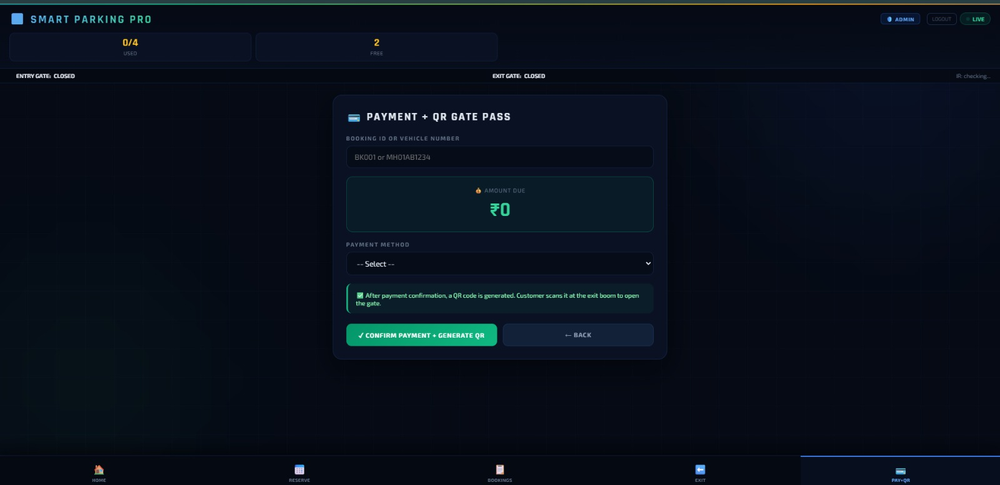 SMART PARKING PRO
ADMIN
LOGOUT
LIVE
0/4
USED
2
FREE
ENTRY GATE: CLOSED
EXIT GATE: CLOSED
IR: checking...
PAYMENT + QR GATE PASS
BOOKING ID OR VEHICLE NUMBER
BK001 or MH01AB1234
AMOUNT DUE
₹0
PAYMENT METHOD
-- Select --
✅ After payment confirmation, a QR code is generated. Customer scans it at the exit boom to open
the gate.
✓ CONFIRM PAYMENT + GENERATE QR
← BACK
HOME
RESERVE
BOOKINGS
EXIT
PAY+QR